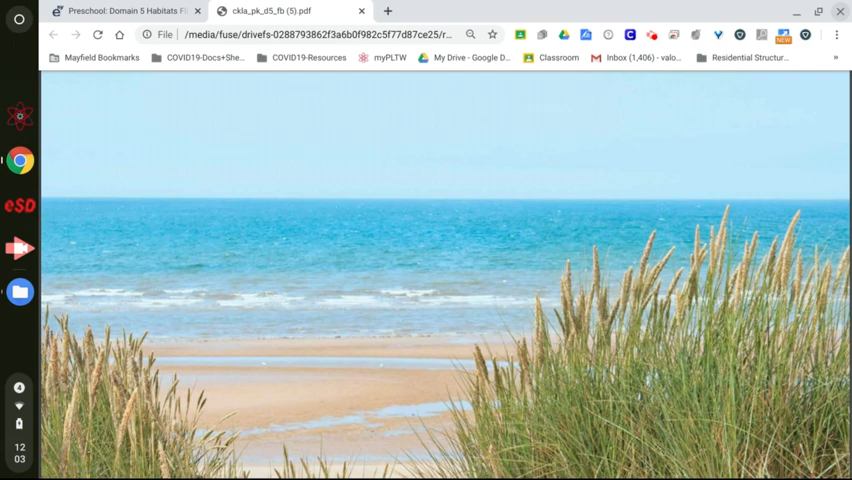 Preschool: Domain 5 Habitats Fl
ckla_pk_d5_fb (5).pdf
File
/media/fuse/drivefs-0288793862f3a6b0f982c5f77d87ce25/r...
NEW
Mayfield Bookmarks
COVID19-Docs+She...
COVID19-Resources
myPLTW
My Drive - Google D...
Classroom
Inbox (1,406) - valo...
Residential Structur...
»
eSD
4
12
03